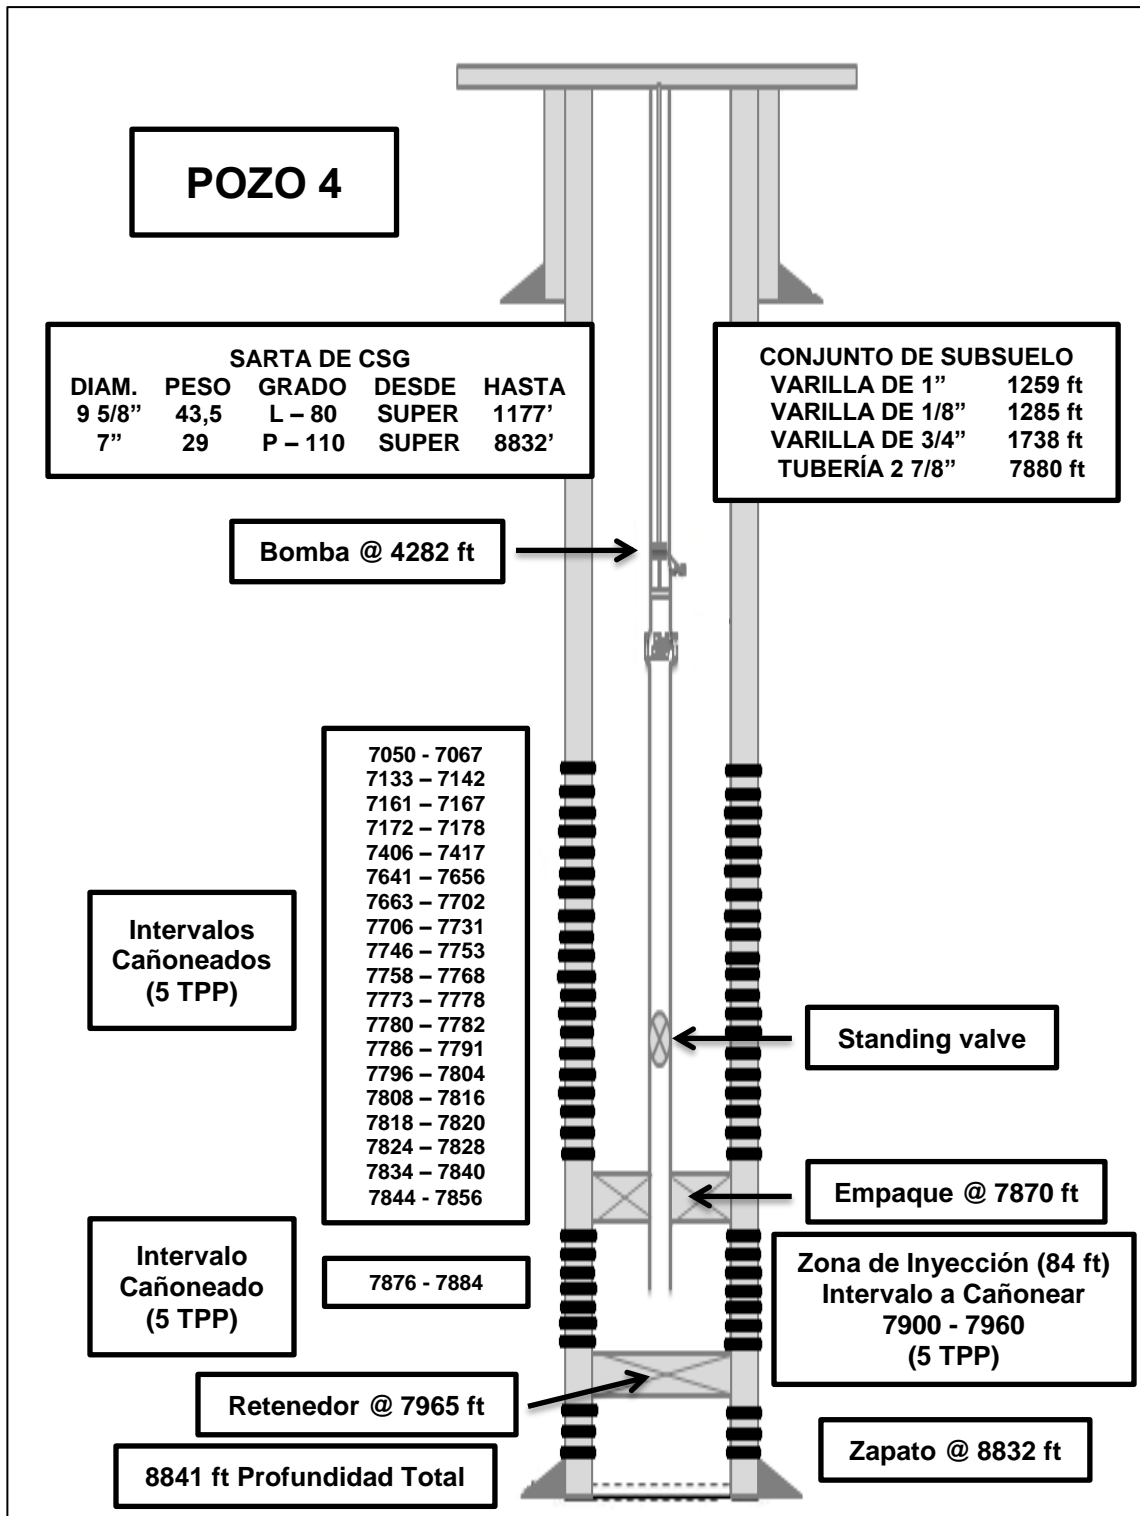 POZO 4
SARTA DE CSG
DIAM. PESO GRADO DESDE HASTA
9 5/8” 43,5 L – 80 SUPER 1177’
7” 29 P – 110 SUPER 8832’
CONJUNTO DE SUBSUELO
VARILLA DE 1” 1259 ft
VARILLA DE 1/8” 1285 ft
VARILLA DE 3/4” 1738 ft
TUBERÍA 2 7/8” 7880 ft
Bomba @ 4282 ft
7050 - 7067
7133 – 7142
7161 – 7167
7172 – 7178
7406 – 7417
7641 – 7656
7663 – 7702
7706 – 7731
7746 – 7753
7758 – 7768
7773 – 7778
7780 – 7782
7786 – 7791
7796 – 7804
7808 – 7816
7818 – 7820
7824 – 7828
7834 – 7840
7844 - 7856
Intervalos
Cañoneados
(5 TPP)
Standing valve
Empaque @ 7870 ft
Intervalo
Cañoneado
(5 TPP)
7876 - 7884
Zona de Inyección (84 ft)
Intervalo a Cañonear
7900 - 7960
(5 TPP)
Retenedor @ 7965 ft
Zapato @ 8832 ft
8841 ft Profundidad Total